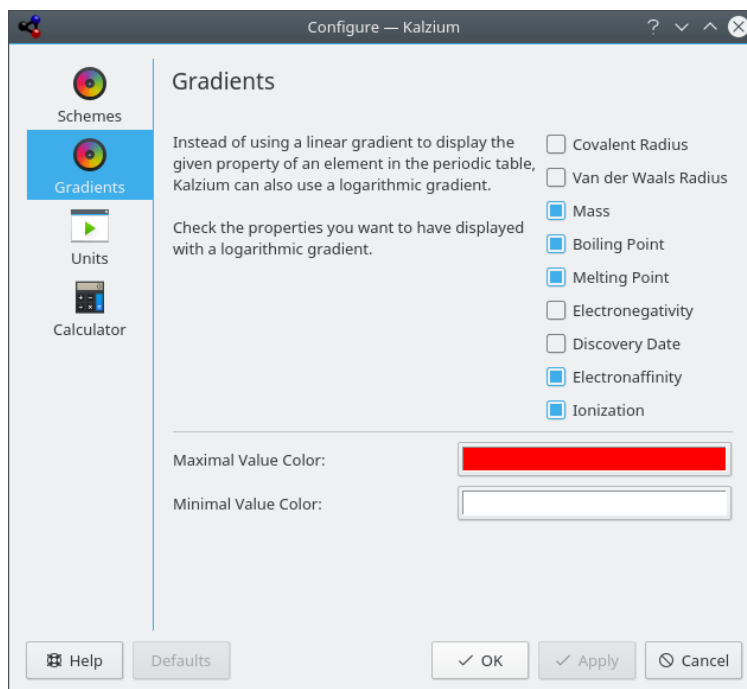 Configure — Kalzium
Schemes
Gradients
Units
Calculator
Gradients
Instead of using a linear gradient to display the
given property of an element in the periodic table,
Kalzium can also use a logarithmic gradient.
Check the properties you want to have displayed
with a logarithmic gradient.
Covalent Radius
Van der Waals Radius
Mass
Boiling Point
Melting Point
Electronegativity
Discovery Date
Electronaffinity
Ionization
Maximal Value Color:
Minimal Value Color:
Help
Defaults
OK
Apply
Cancel